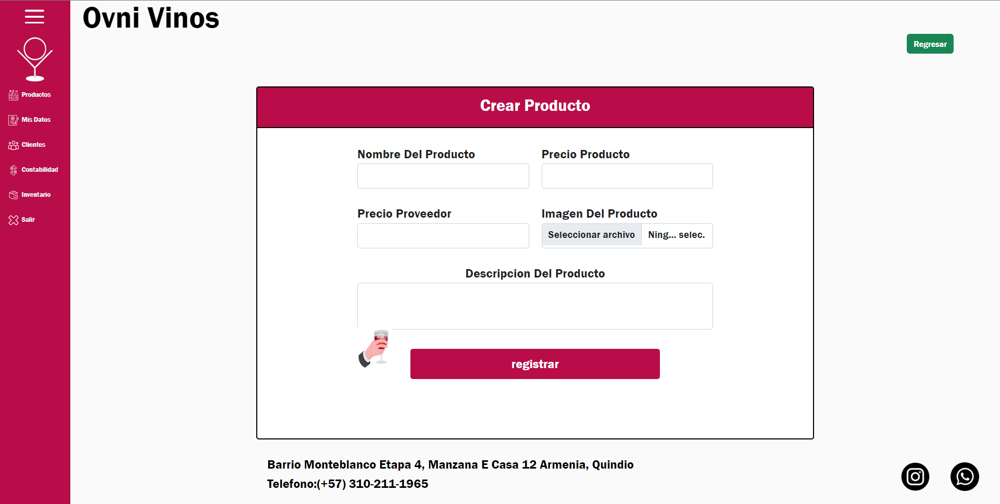 Ovni Vinos
Regresar
Productos
Mis Datos
Clientes
Contabilidad
Inventario
Salir
Crear Producto
Nombre Del Producto
Precio Producto
Precio Proveedor
Imagen Del Producto
Seleccionar archivo Ning... selec.
Descripcion Del Producto
registrar
Barrio Monteblanco Etapa 4, Manzana E Casa 12 Armenia, Quindio
Telefono:(+57) 310-211-1965